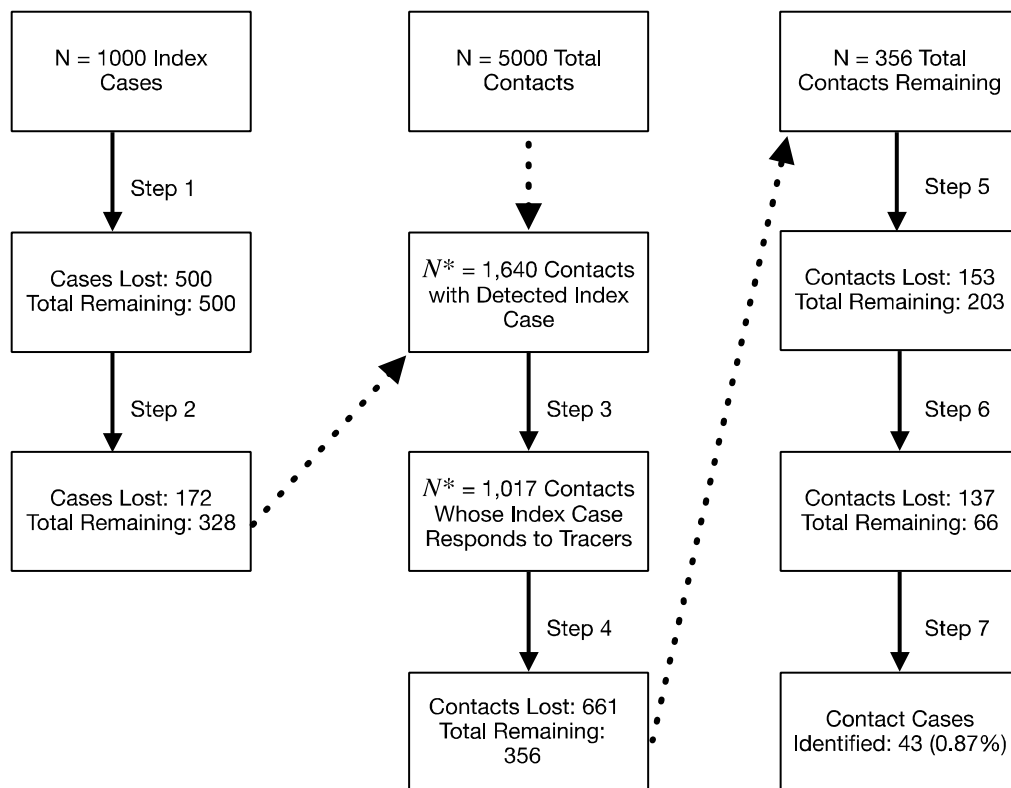 N = 1000 Index
Cases
Step 1
Cases Lost: 500
Total Remaining: 500
Step 2
Cases Lost: 172
Total Remaining: 328
N = 5000 Total
Contacts
N* = 1,640 Contacts
with Detected Index
Case
Step 3
N* = 1,017 Contacts
Whose Index Case
Responds to Tracers
Step 4
Contacts Lost: 661
Total Remaining:
356
N = 356 Total
Contacts Remaining
Step 5
Contacts Lost: 153
Total Remaining: 203
Step 6
Contacts Lost: 137
Total Remaining: 66
Step 7
Contact Cases
Identified: 43 (0.87%)